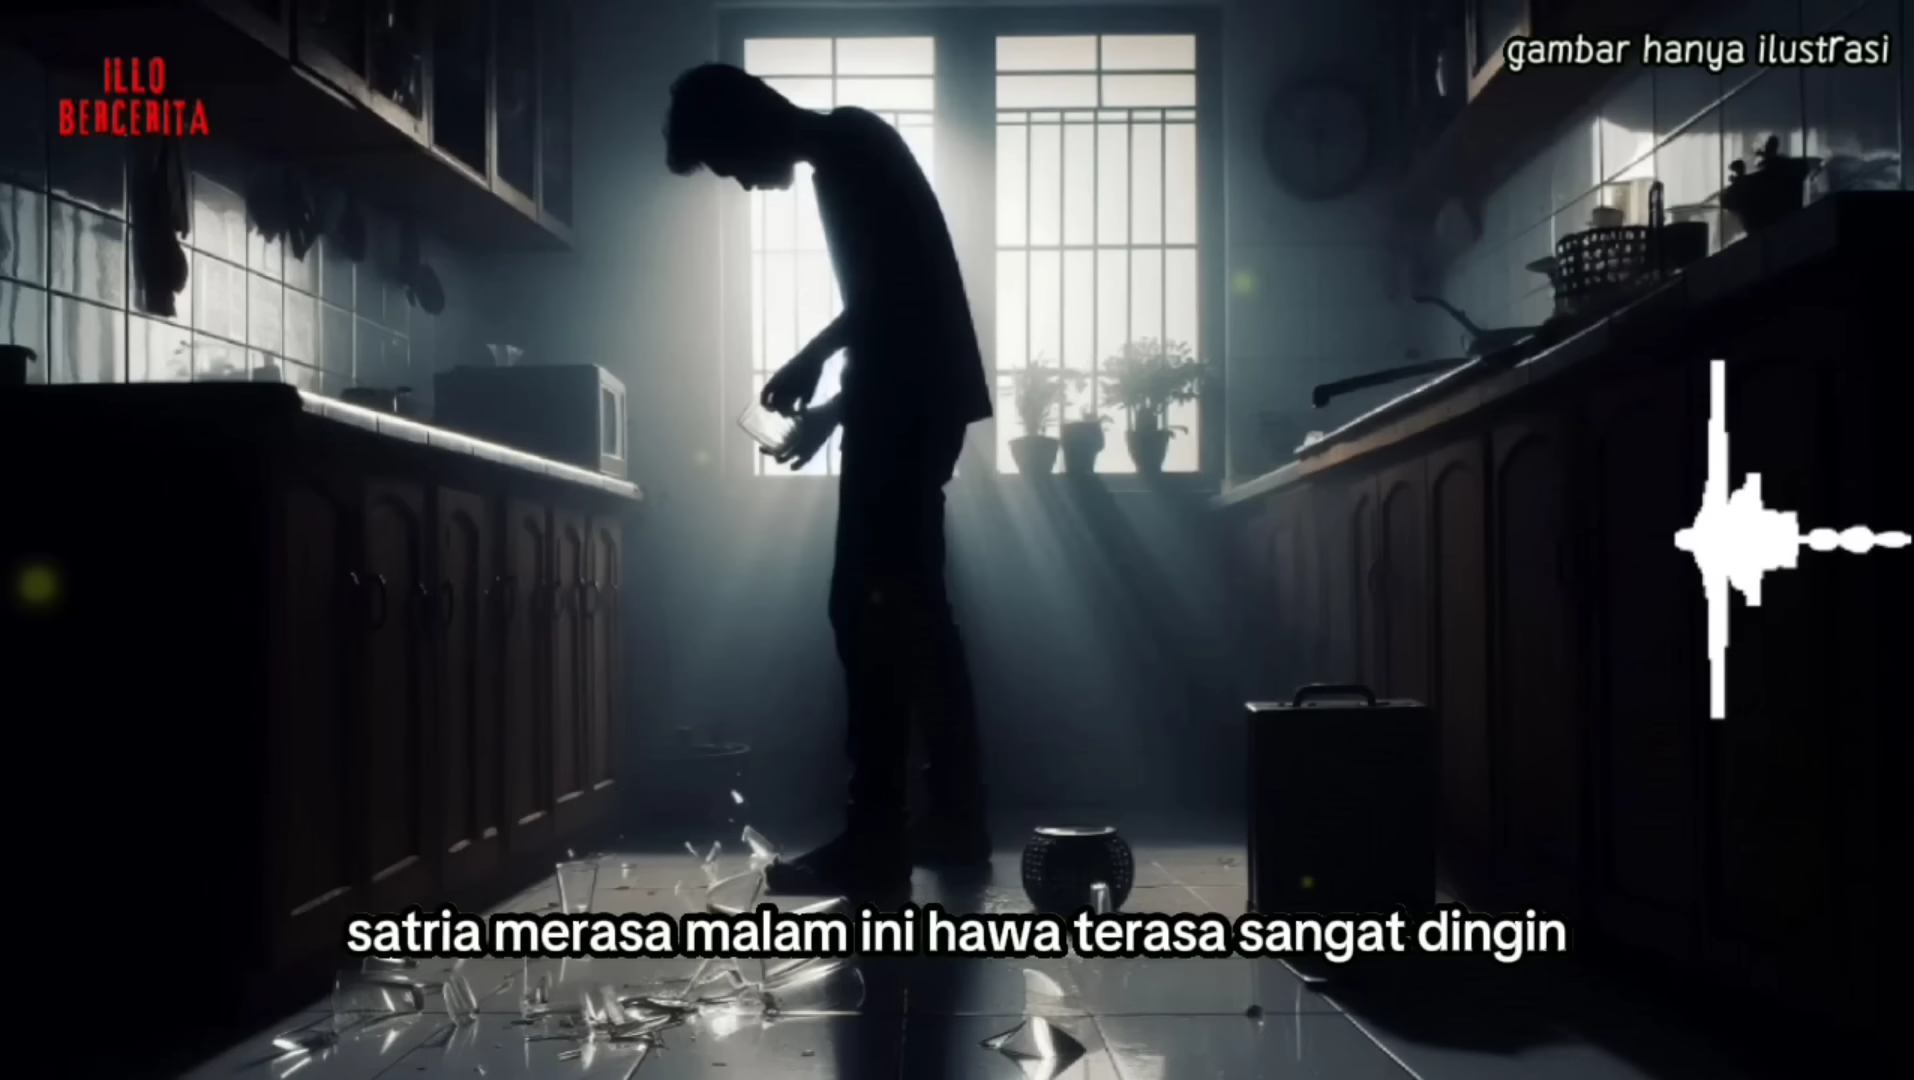 ILLO
BERCERITA
gambar hanya ilustrasi
satria merasa malam ini hawa terasa sangat dingin